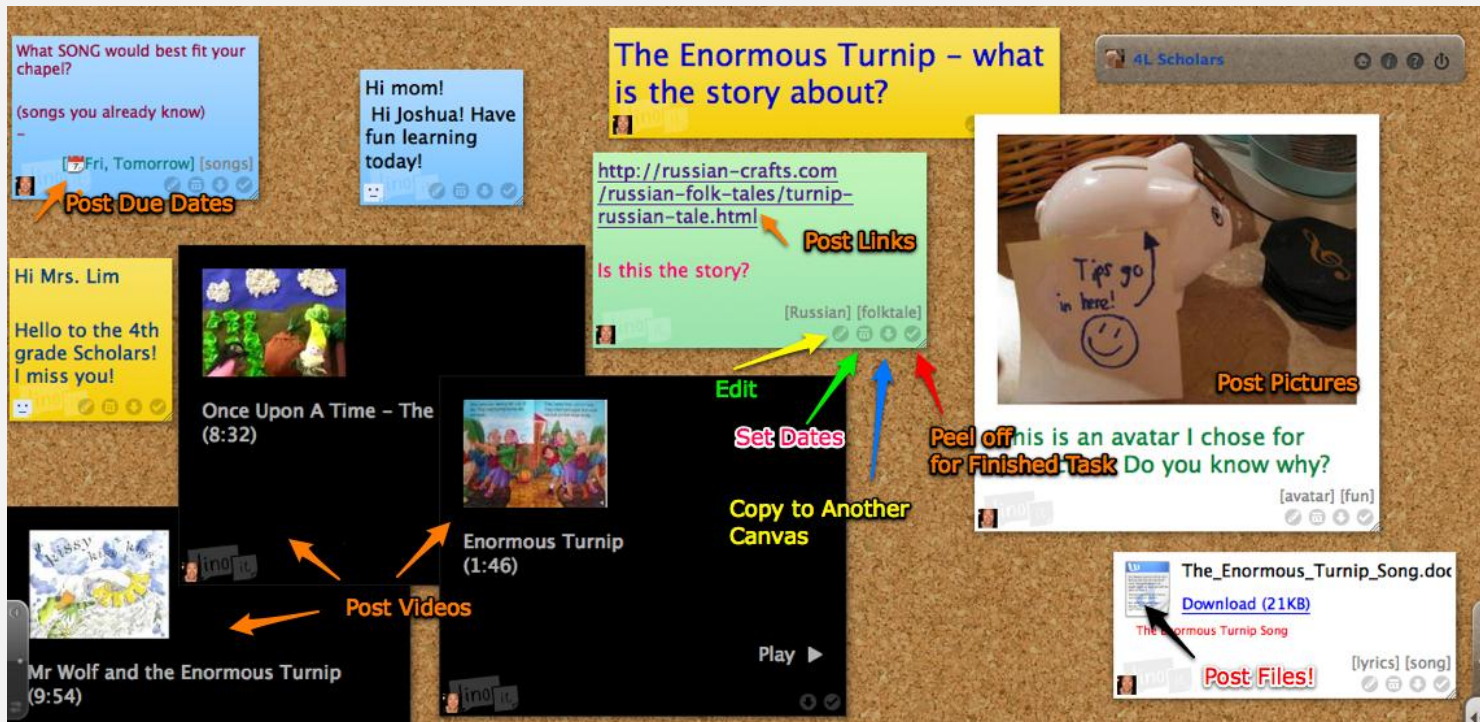 What SONG would best fit your
chapel?
(songs you already know)
–
[Fri, Tomorrow] [songs]
Post Due Dates
Hi mom!
Hi Joshua! Have
fun learning
today!
The Enormous Turnip – what
is the story about?
4L Scholars
http://russian-crafts.com
/russian-folk-tales/turnip-
russian-tale.html
Post Links
Is this the story?
[Russian] [folktale]
Edit
Set Dates
Copy to Another
Canvas
Peel off
for Finished Task
Tips go
in here!
Post Pictures
his is an avatar I chose for
Do you know why?
[avatar] [fun]
Hi Mrs. Lim
Hello to the 4th
grade Scholars!
I miss you!
Once Upon A Time – The
(8:32)
lino it
Enormous Turnip
(1:46)
Play
lino it
Post Videos
kissy
Mr Wolf and the Enormous Turnip
(9:54)
The_Enormous_Turnip_Song.doc
Download (21KB)
The Enormous Turnip Song
[lyrics] [song]
Post Files!